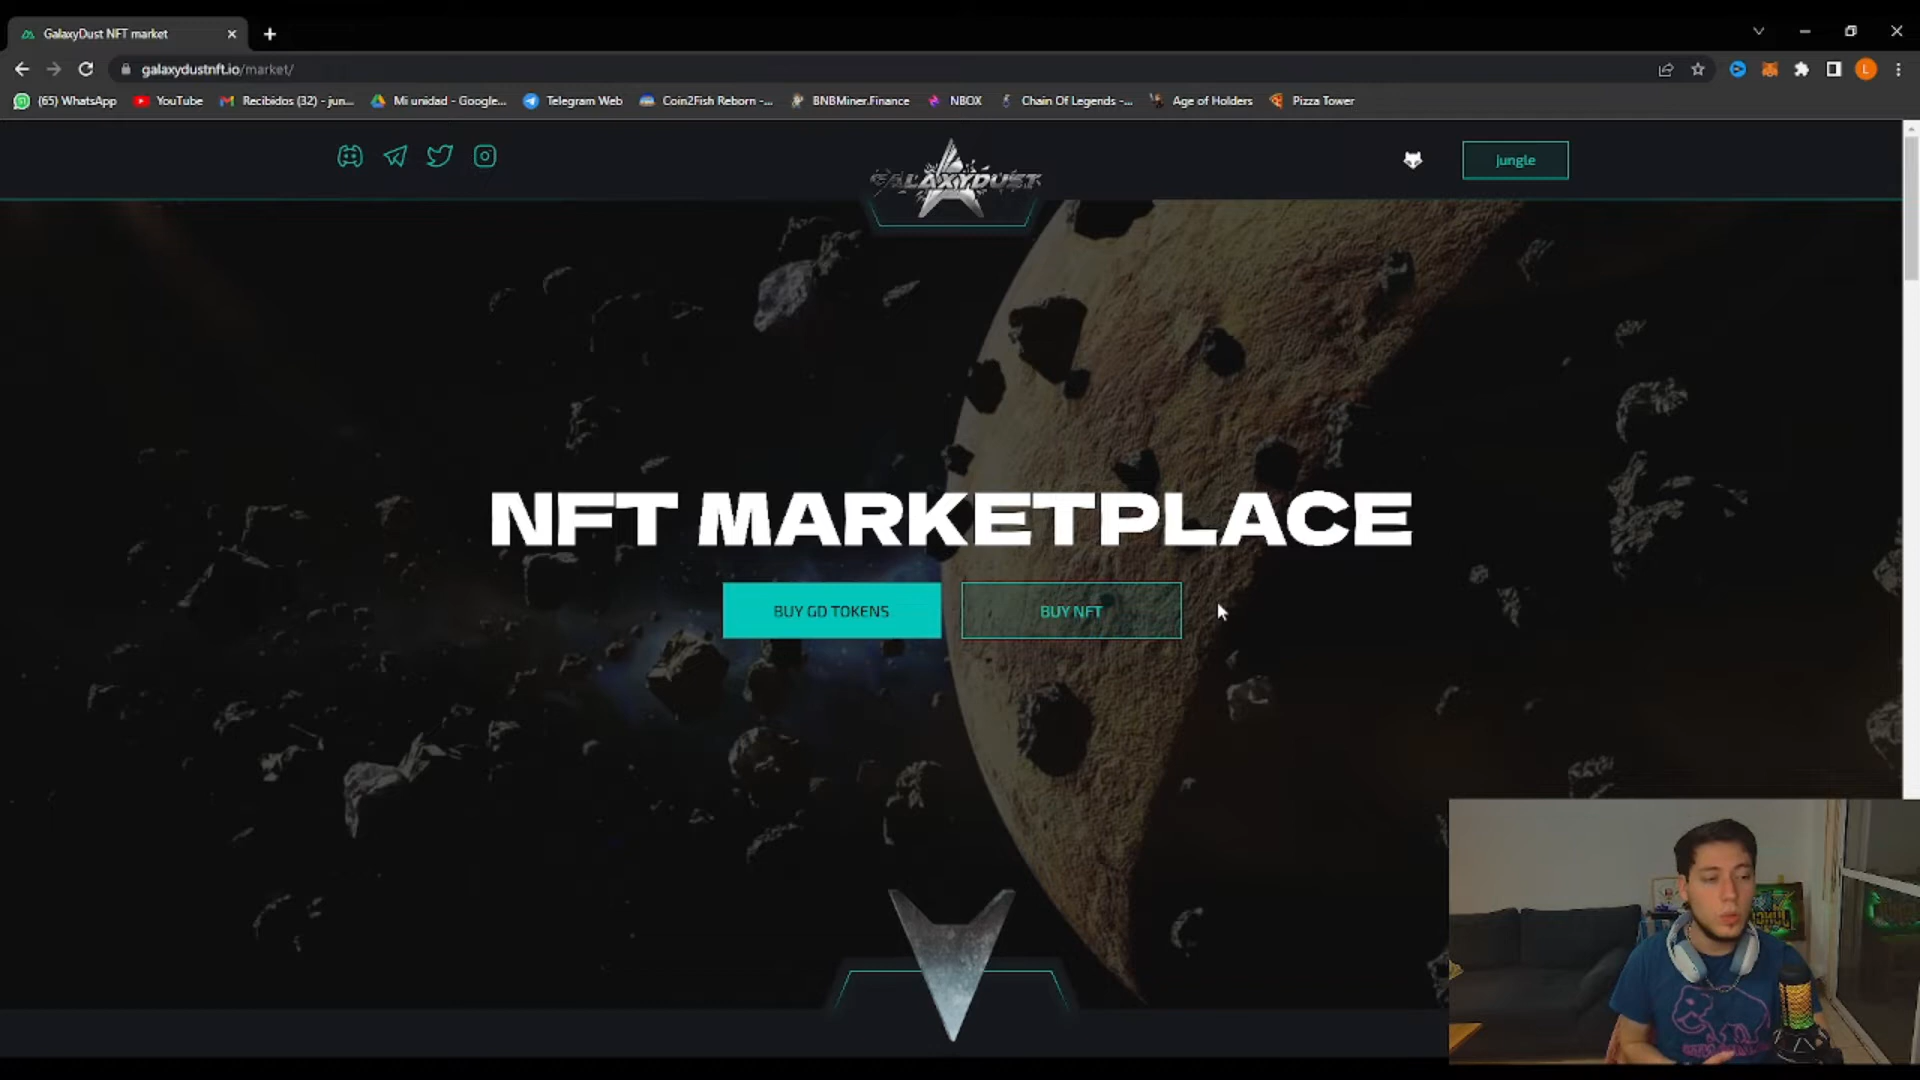 GalaxyDust NFT market
galaxydustnft.io/market/
(65) WhatsApp
YouTube
Recibidos (32) - jun...
Mi unidad - Google...
Telegram Web
Coin2Fish Reborn -...
BNBMiner.Finance
NBOX
Chain Of Legends -...
Age of Holders
Pizza Tower
L
GALAXYDUST
Jungle
NFT MARKETPLACE
BUY GD TOKENS
BUY NFT